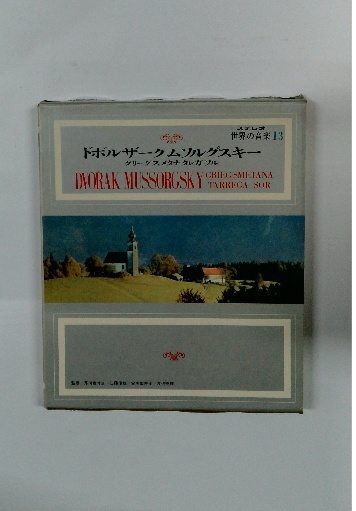 ステレオ
世界の音楽 13
ドボルザーク ムソルグスキー
グリーグ スメタナ タレガ ソル
DVORAK MUSSORGSKY GRIEG SMETANA
TARREGA SOR